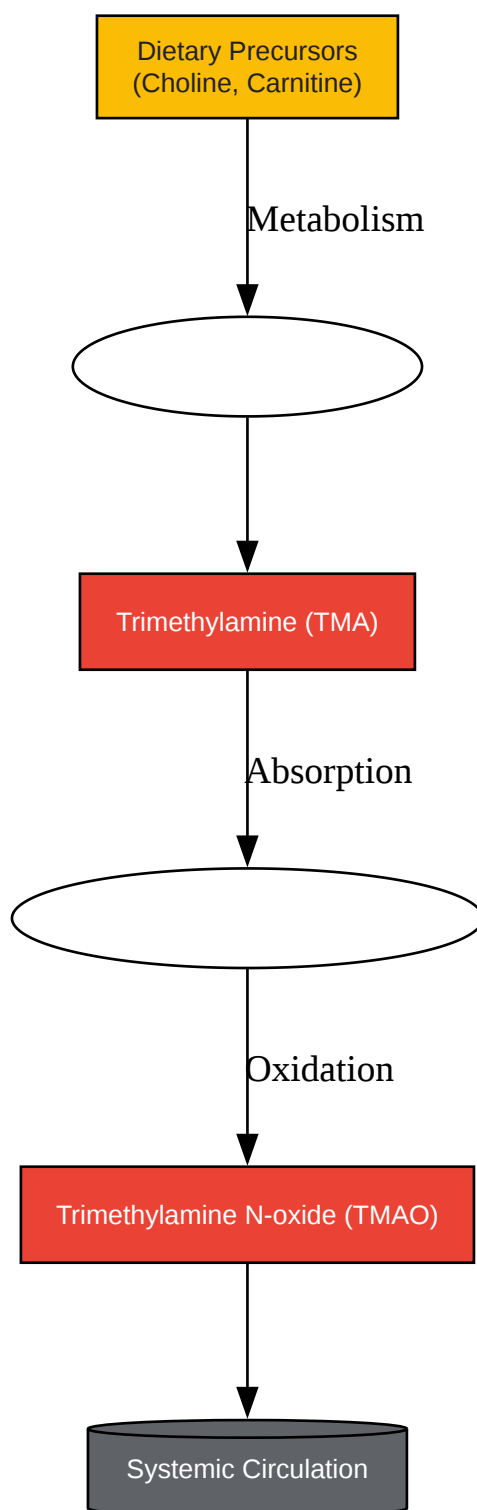 Dietary Precursors
(Choline, Carnitine)
Metabolism
Trimethylamine (TMA)
Absorption
Oxidation
Trimethylamine N-oxide (TMAO)
Systemic Circulation